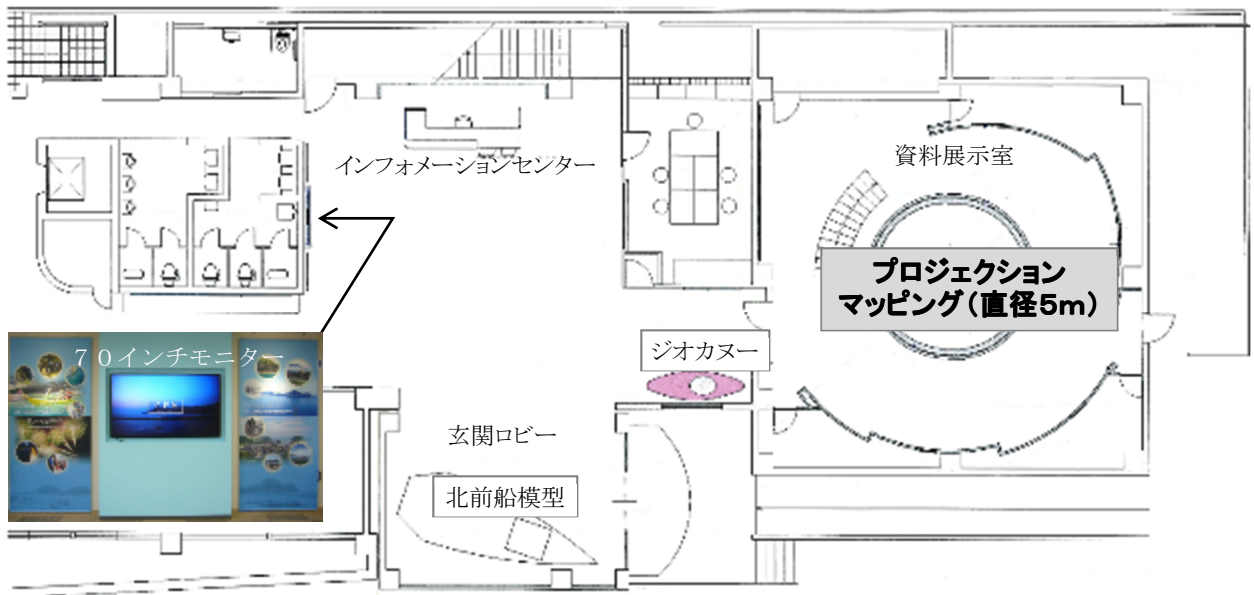 資料展示室
インフォメーションセンター
プロジェクション
マッピング(直径5m)
ジオカヌー
70インチモニター
玄関ロビー
北前船模型